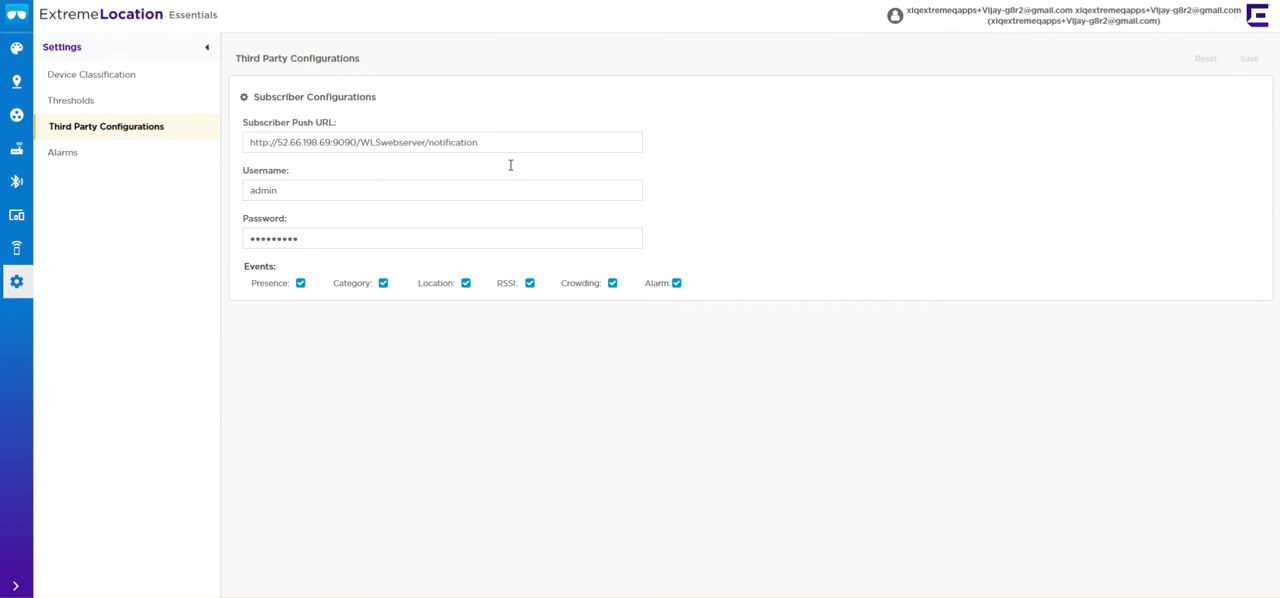 ExtremeLocation Essentials
xiqextremeqapps+Vijay-g8r2@gmail.com xiqextremeqapps+Vijay-g8r2@gmail.com
(xiqextremeqapps+Vijay-g8r2@gmail.com)
Settings
Device Classification
Thresholds
Third Party Configurations
Alarms
Third Party Configurations
Reset Save
Subscriber Configurations
Subscriber Push URL:
http://52.66.198.69:9090/WLSwebserver/notification
Username:
admin
Password:
•••••••••
Events:
Presence: Category: Location: RSSI: Crowding: Alarm: